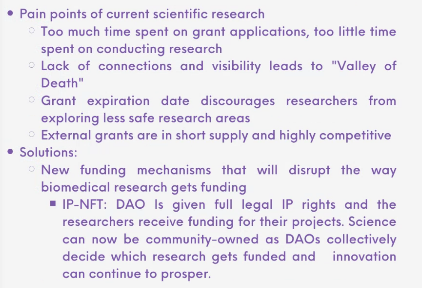 • Pain points of current scientific research
○ Too much time spent on grant applications, too little time
spent on conducting research
○ Lack of connections and visibility leads to "Valley of
Death"
○ Grant expiration date discourages researchers from
exploring less safe research areas
○ External grants are in short supply and highly competitive
• Solutions:
○ New funding mechanisms that will disrupt the way
biomedical research gets funding
▪ IP-NFT: DAO Is given full legal IP rights and the
researchers receive funding for their projects. Science
can now be community-owned as DAOs collectively
decide which research gets funded and innovation
can continue to prosper.